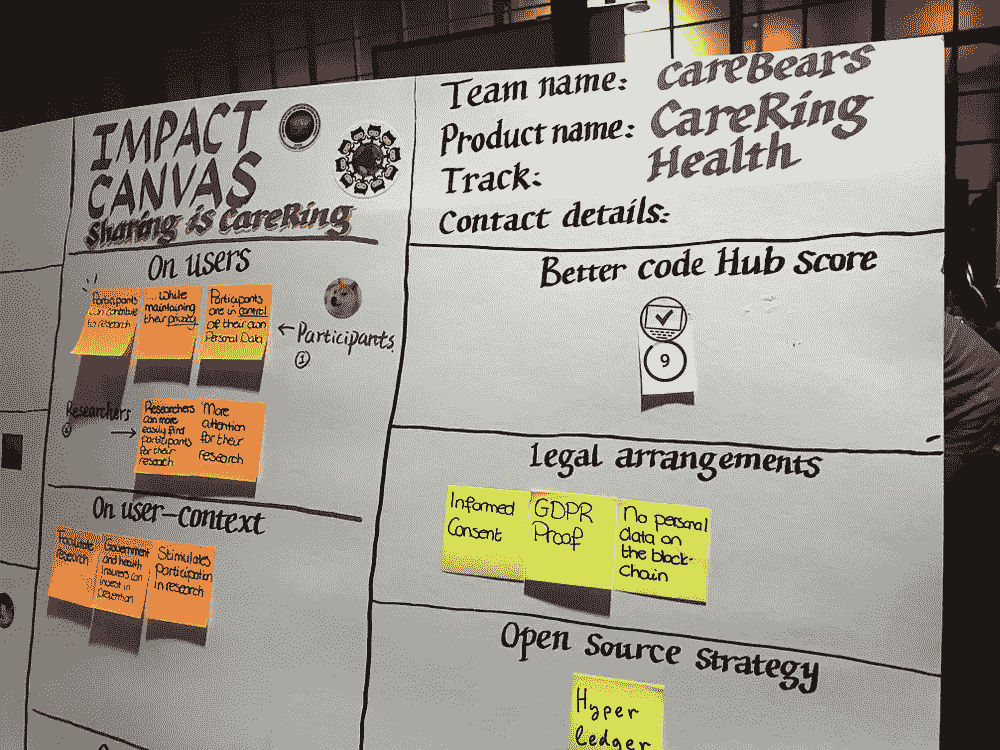 IMPACT
CANVAS
Sharing is CareRing
Team name: CareBears
Product name: CareRing
Track: Health
Contact details:
On users
Participants
can contribute
to research
... while
maintaining
their privacy
Participants
are in control
of their own
Personal Data
← Participants
1
Researchers
→
Researchers
can more
easily find
participants
for their
research
More
attention
for their
research
On user-context
Facilitate
research
Government
and health
insurers can
invest in
prevention
Stimulates
participation
in research
Better code Hub Score
9
Legal arrangements
Informed
Consent
GDPR
Proof
No personal
data on
the block-
chain
Open Source Strategy
Hyper
ledger